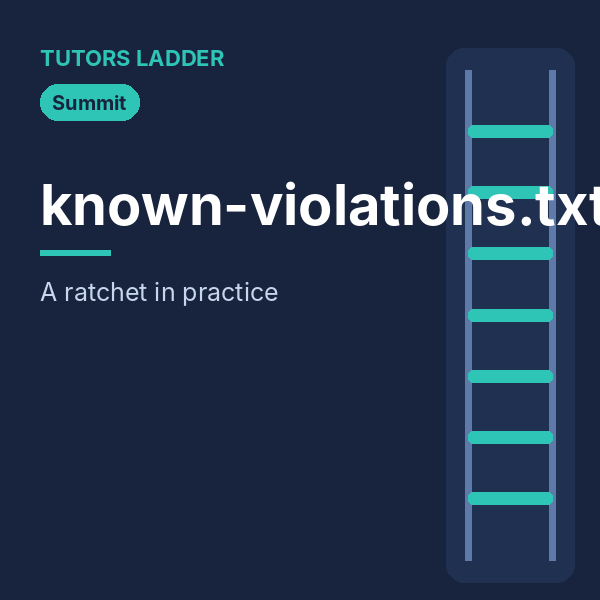 TUTORS LADDER
Summit
known-violations.txt
A ratchet in practice